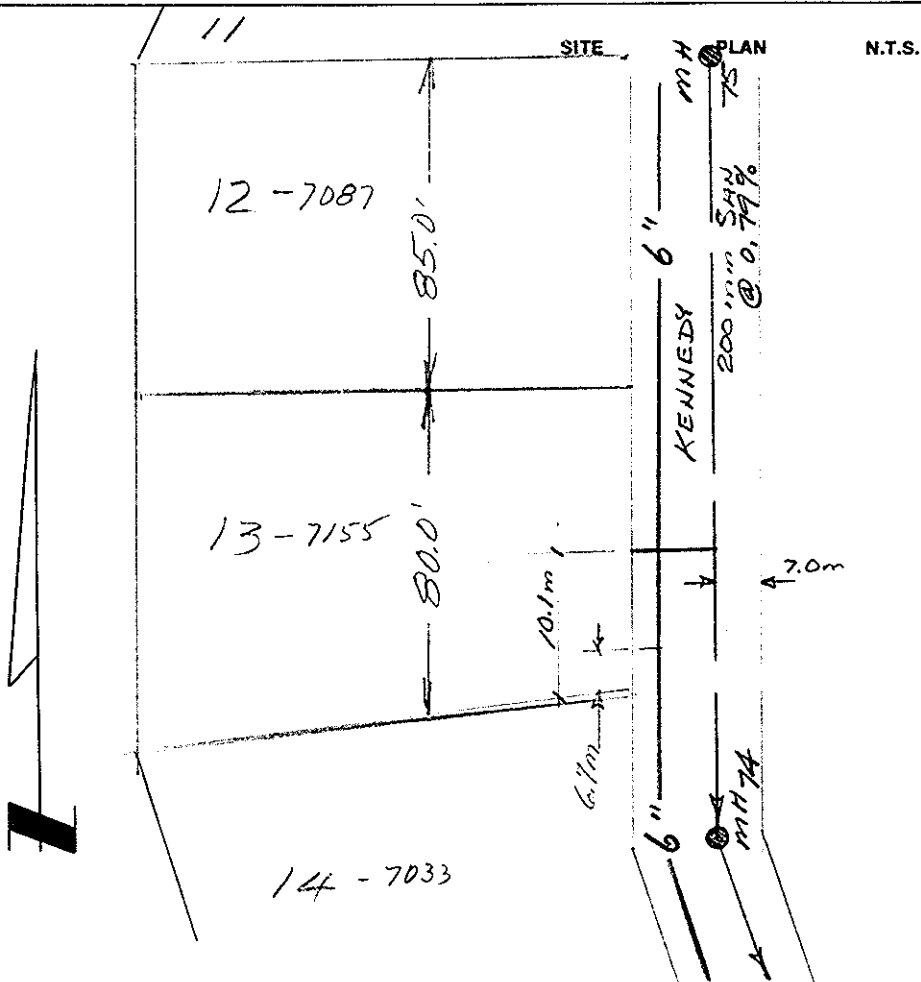 11
SITE PLAN N.T.S.
MH 75
12-7087
85.0'
6"
KENNEDY
200mm SAN
@ 0.79%
13-7155
80.0'
10.1m
7.0m
6.7m
6"
MH 74
14-7033